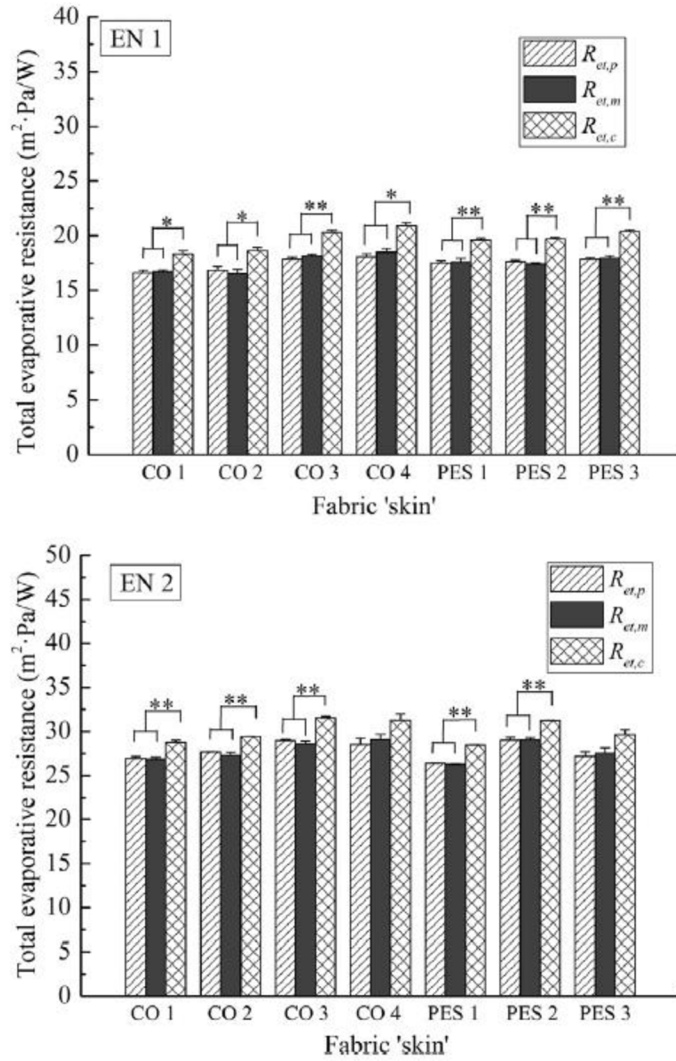 EN 1
Total evaporative resistance (m²·Pa/W)
40
35
30
25
20
15
10
5
0
R_et,p
R_et,m
R_et,c
*
*
**
*
**
**
**
CO 1 CO 2 CO 3 CO 4 PES 1 PES 2 PES 3
Fabric 'skin'
EN 2
Total evaporative resistance (m²·Pa/W)
50
45
40
35
30
25
20
15
10
5
0
R_et,p
R_et,m
R_et,c
**
**
**
**
**
CO 1 CO 2 CO 3 CO 4 PES 1 PES 2 PES 3
Fabric 'skin'